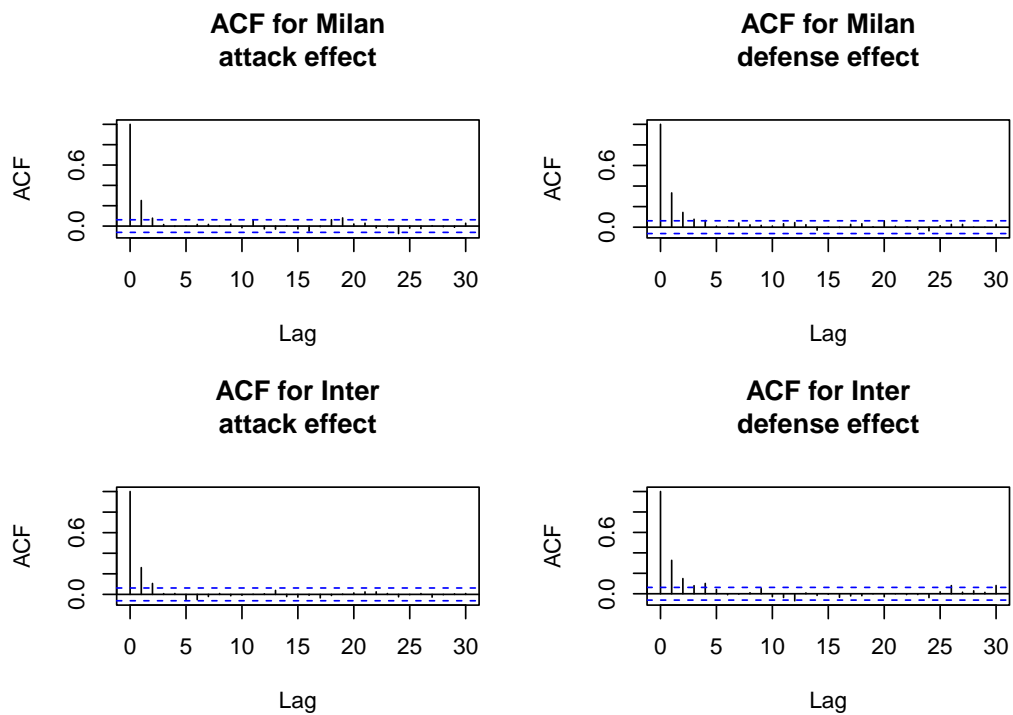 ACF for Milan
attack effect
ACF
0.0
0.6
0 5 10 15 20 25 30
Lag
ACF for Milan
defense effect
ACF
0.0
0.6
0 5 10 15 20 25 30
Lag
ACF for Inter
attack effect
ACF
0.0
0.6
0 5 10 15 20 25 30
Lag
ACF for Inter
defense effect
ACF
0.0
0.6
0 5 10 15 20 25 30
Lag